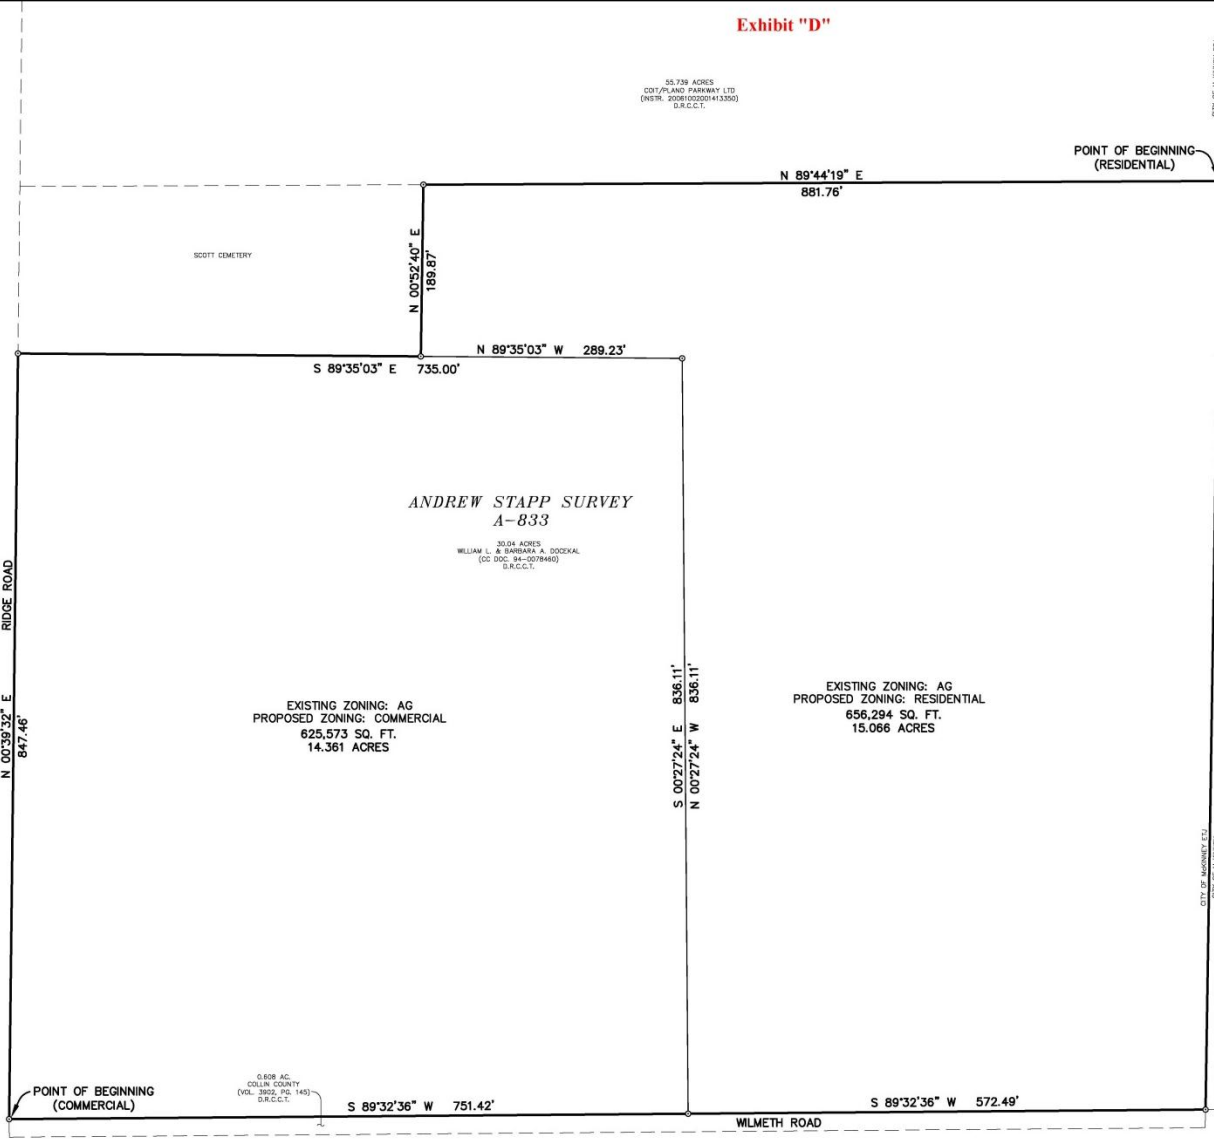 Exhibit "D"
55.739 ACRES
COIT/PLANO PARKWAY LTD
(INSTR. 20061002001413350)
D.R.C.C.T.
POINT OF BEGINNING
(RESIDENTIAL)
N 89°44'19" E
881.76'
SCOTT CEMETERY
N 00°52'40" E
189.87'
N 89°35'03" W 289.23'
S 89°35'03" E 735.00'
ANDREW STAPP SURVEY
A-833
30.04 ACRES
WILLIAM L. & BARBARA A. DOCEKAL
(CC DOC. 94-0078460)
D.R.C.C.T.
RIDGE ROAD
N 00°39'32" E
847.46'
EXISTING ZONING: AG
PROPOSED ZONING: COMMERCIAL
625,573 SQ. FT.
14.361 ACRES
S 00°27'24" E 836.11'
N 00°27'24" W 836.11'
EXISTING ZONING: AG
PROPOSED ZONING: RESIDENTIAL
656,294 SQ. FT.
15.066 ACRES
CITY OF McKINNEY ETJ
POINT OF BEGINNING
(COMMERCIAL)
0.608 AC.
COLLIN COUNTY
(VOL. 3902, PG. 145)
D.R.C.C.T.
S 89°32'36" W 751.42'
S 89°32'36" W 572.49'
WILMETH ROAD